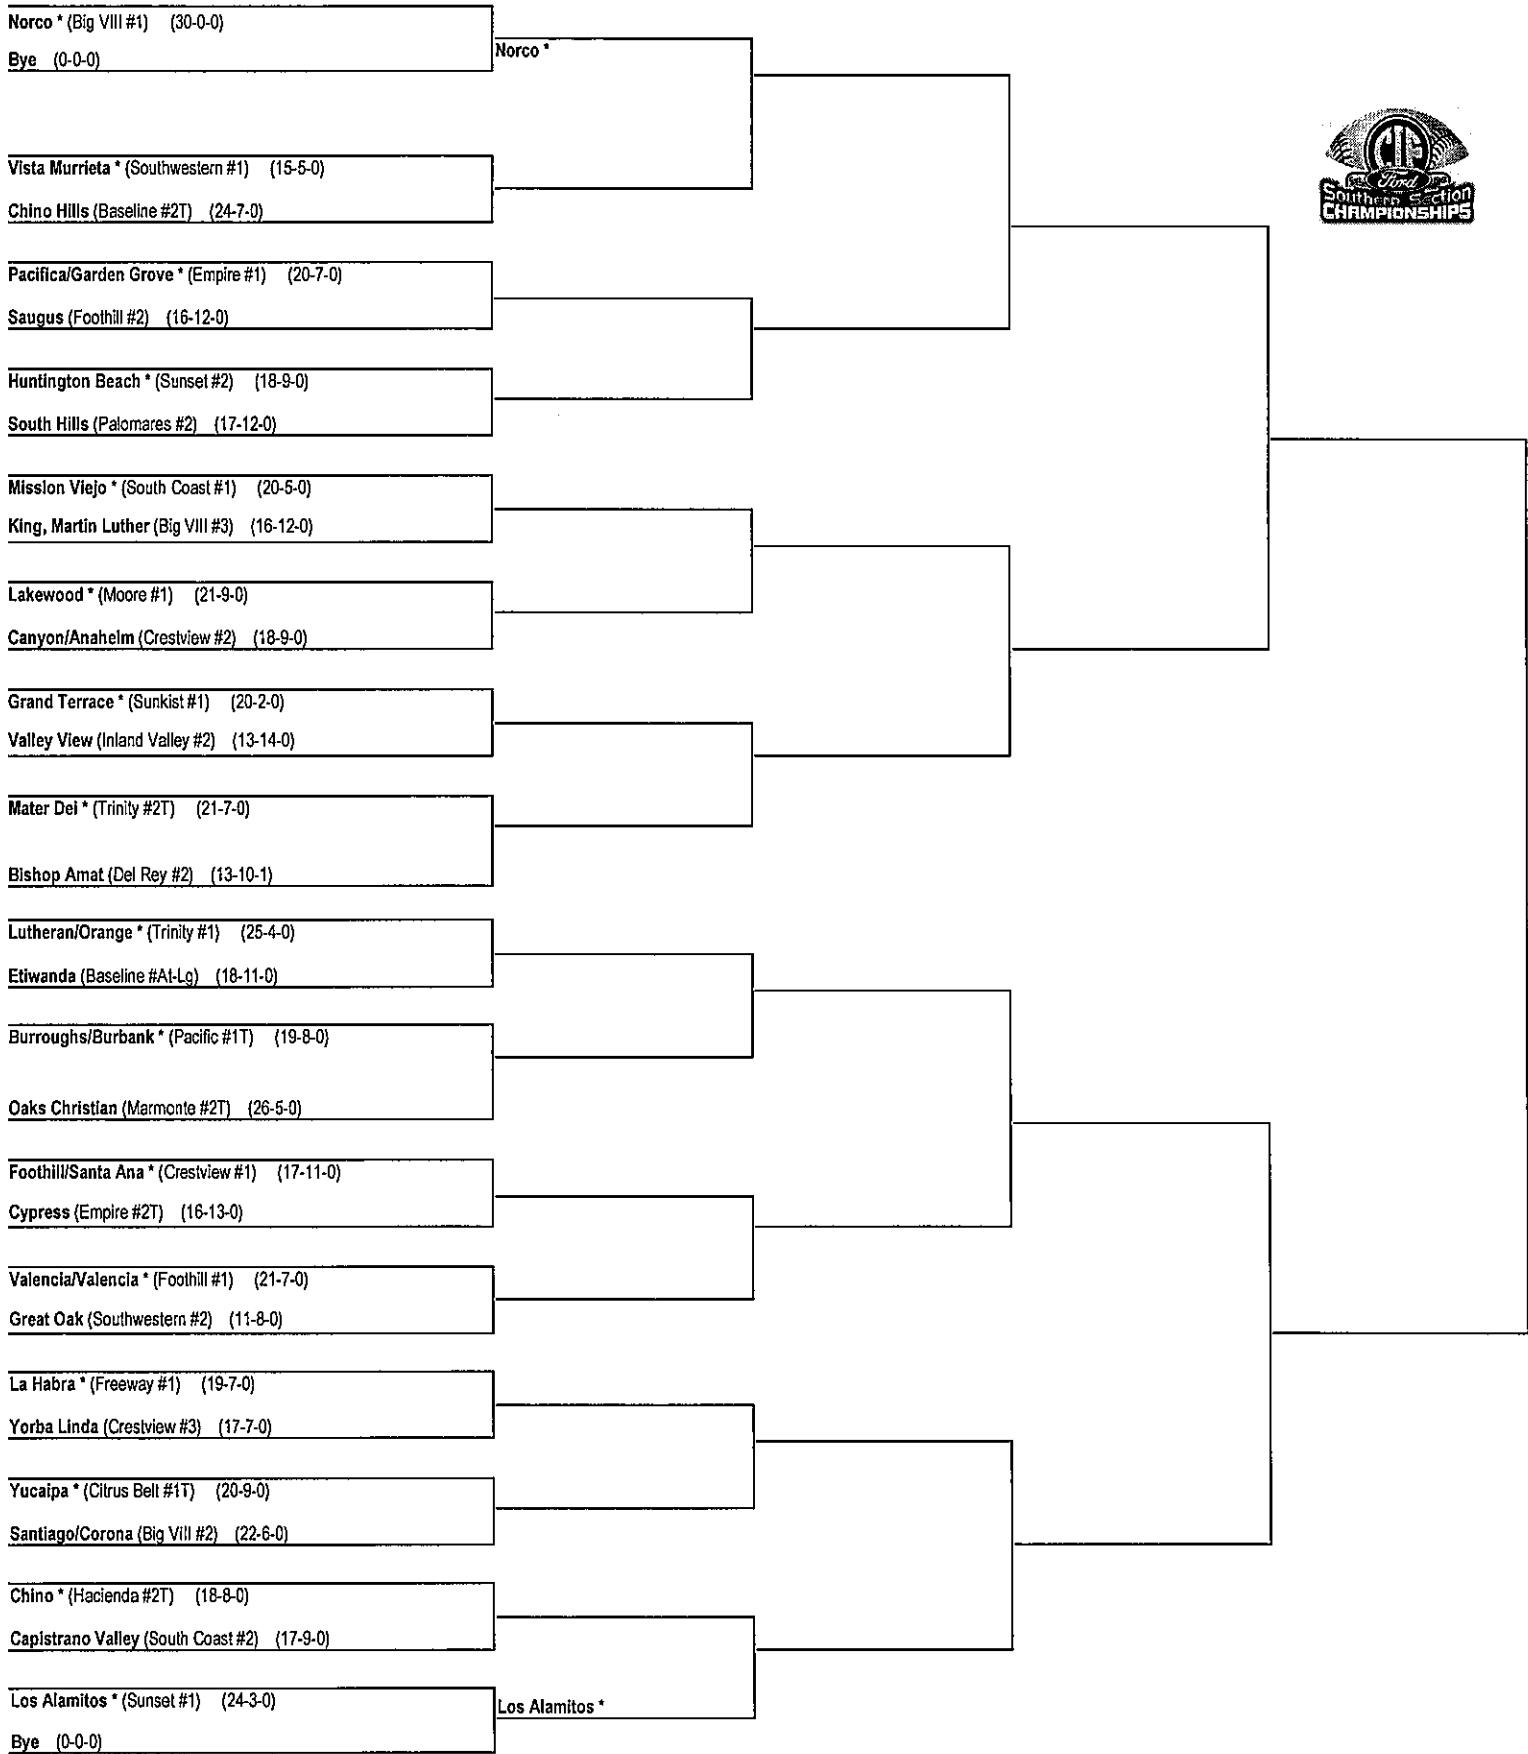 Norco * (Big VIII #1) (30-0-0)
Bye (0-0-0)
Norco *
Vista Murrieta * (Southwestern #1) (15-5-0)
Chino Hills (Baseline #2T) (24-7-0)
Pacifica/Garden Grove * (Empire #1) (20-7-0)
Saugus (Foothill #2) (16-12-0)
Huntington Beach * (Sunset #2) (18-9-0)
South Hills (Palomares #2) (17-12-0)
Mission Viejo * (South Coast #1) (20-5-0)
King, Martin Luther (Big VIII #3) (16-12-0)
Lakewood * (Moore #1) (21-9-0)
Canyon/Anaheim (Crestview #2) (18-9-0)
Grand Terrace * (Sunkist #1) (20-2-0)
Valley View (Inland Valley #2) (13-14-0)
Mater Dei * (Trinity #2T) (21-7-0)
Bishop Amat (Del Rey #2) (13-10-1)
Lutheran/Orange * (Trinity #1) (25-4-0)
Etiwanda (Baseline #At-Lg) (18-11-0)
Burroughs/Burbank * (Pacific #1T) (19-8-0)
Oaks Christian (Marmonte #2T) (26-5-0)
Foothill/Santa Ana * (Crestview #1) (17-11-0)
Cypress (Empire #2T) (16-13-0)
Valencia/Valencia * (Foothill #1) (21-7-0)
Great Oak (Southwestern #2) (11-8-0)
La Habra * (Freeway #1) (19-7-0)
Yorba Linda (Crestview #3) (17-7-0)
Yucaipa * (Citrus Belt #1T) (20-9-0)
Santiago/Corona (Big VIII #2) (22-6-0)
Chino * (Hacienda #2T) (18-8-0)
Capistrano Valley (South Coast #2) (17-9-0)
Los Alamitos * (Sunset #1) (24-3-0)
Bye (0-0-0)
Los Alamitos *
CIF
Ford
Southern Section
CHAMPIONSHIPS